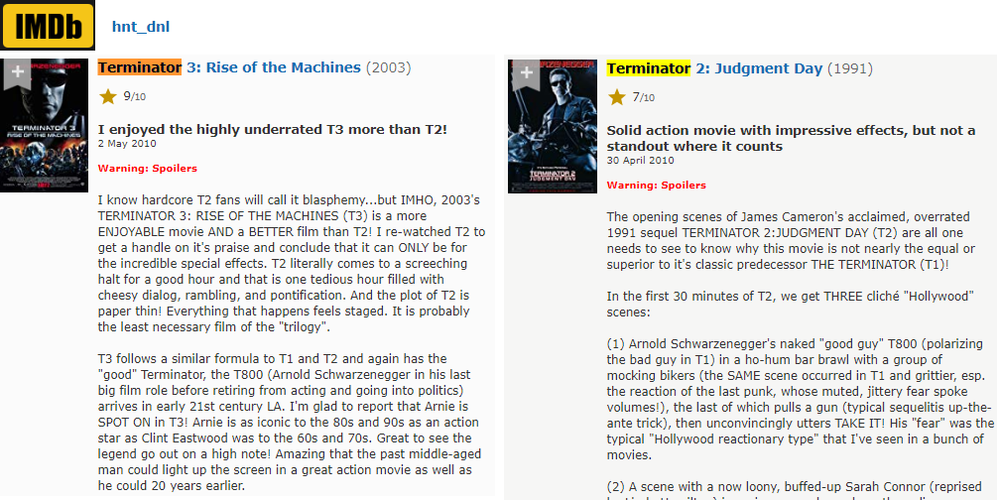 IMDb
hnt_dnl
Terminator 3: Rise of the Machines (2003)
9/10
I enjoyed the highly underrated T3 more than T2!
2 May 2010
Warning: Spoilers
I know hardcore T2 fans will call it blasphemy...but IMHO, 2003's
TERMINATOR 3: RISE OF THE MACHINES (T3) is a more
ENJOYABLE movie AND a BETTER film than T2! I re-watched T2 to
get a handle on it's praise and conclude that it can ONLY be for
the incredible special effects. T2 literally comes to a screeching
halt for a good hour and that is one tedious hour filled with
cheesy dialog, rambling, and pontification. And the plot of T2 is
paper thin! Everything that happens feels staged. It is probably
the least necessary film of the "trilogy".
T3 follows a similar formula to T1 and T2 and again has the
"good" Terminator, the T800 (Arnold Schwarzenegger in his last
big film role before retiring from acting and going into politics)
arrives in early 21st century LA. I'm glad to report that Arnie is
SPOT ON in T3! Arnie is as iconic to the 80s and 90s as an action
star as Clint Eastwood was to the 60s and 70s. Great to see the
legend go out on a high note! Amazing that the past middle-aged
man could light up the screen in a great action movie as well as
he could 20 years earlier.
TERMINATOR 3
RISE OF THE MACHINES
Terminator 2: Judgment Day (1991)
7/10
Solid action movie with impressive effects, but not a
standout where it counts
30 April 2010
Warning: Spoilers
The opening scenes of James Cameron's acclaimed, overrated
1991 sequel TERMINATOR 2:JUDGMENT DAY (T2) are all one
needs to see to know why this movie is not nearly the equal or
superior to it's classic predecessor THE TERMINATOR (T1)!
In the first 30 minutes of T2, we get THREE cliché "Hollywood"
scenes:
(1) Arnold Schwarzenegger's naked "good guy" T800 (polarizing
the bad guy in T1) in a ho-hum bar brawl with a group of
mocking bikers (the SAME scene occurred in T1 and grittier, esp.
the reaction of the last punk, whose muted, jittery fear spoke
volumes!), the last of which pulls a gun (typical sequelitis up-the-
ante trick), then unconvincingly utters TAKE IT! His "fear" was the
typical "Hollywood reactionary type" that I've seen in a bunch of
movies.
(2) A scene with a now loony, buffed-up Sarah Connor (reprised
TERMINATOR 2
JUDGMENT DAY